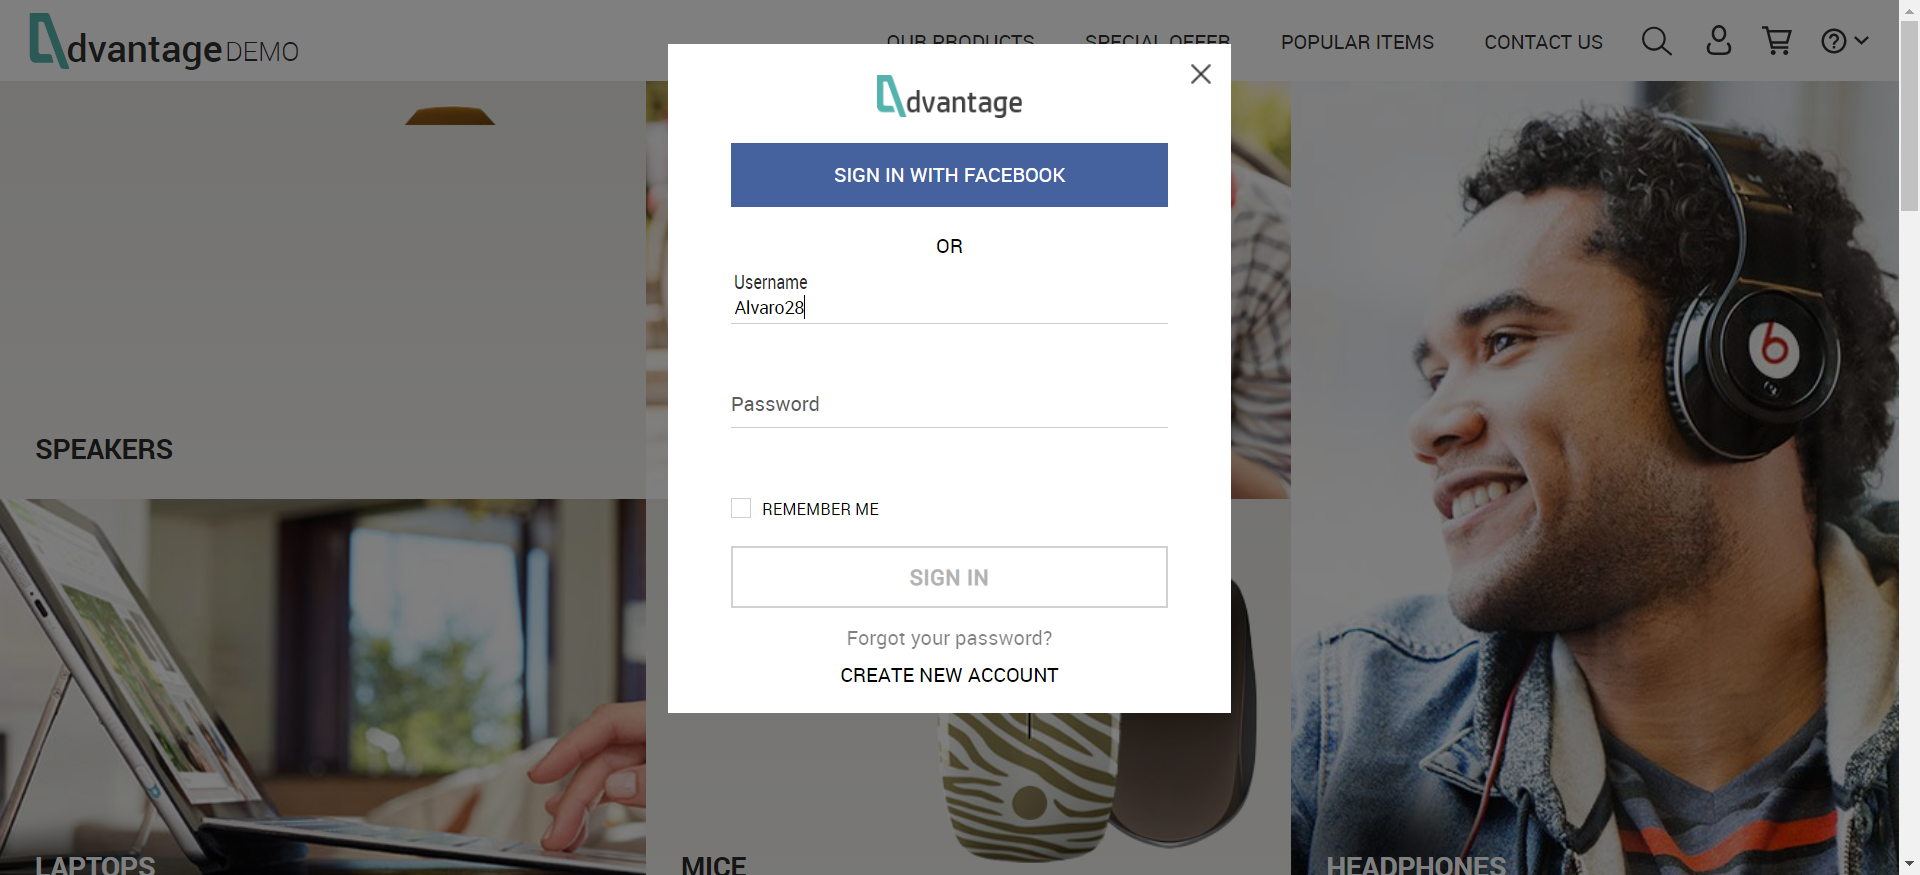 dvantage DEMO
OUR PRODUCTS
SPECIAL OFFER
POPULAR ITEMS
CONTACT US
dvantage
SIGN IN WITH FACEBOOK
OR
Username
Alvaro28
Password
REMEMBER ME
SIGN IN
Forgot your password?
CREATE NEW ACCOUNT
SPEAKERS
LAPTOPS
MICE
HEADPHONES